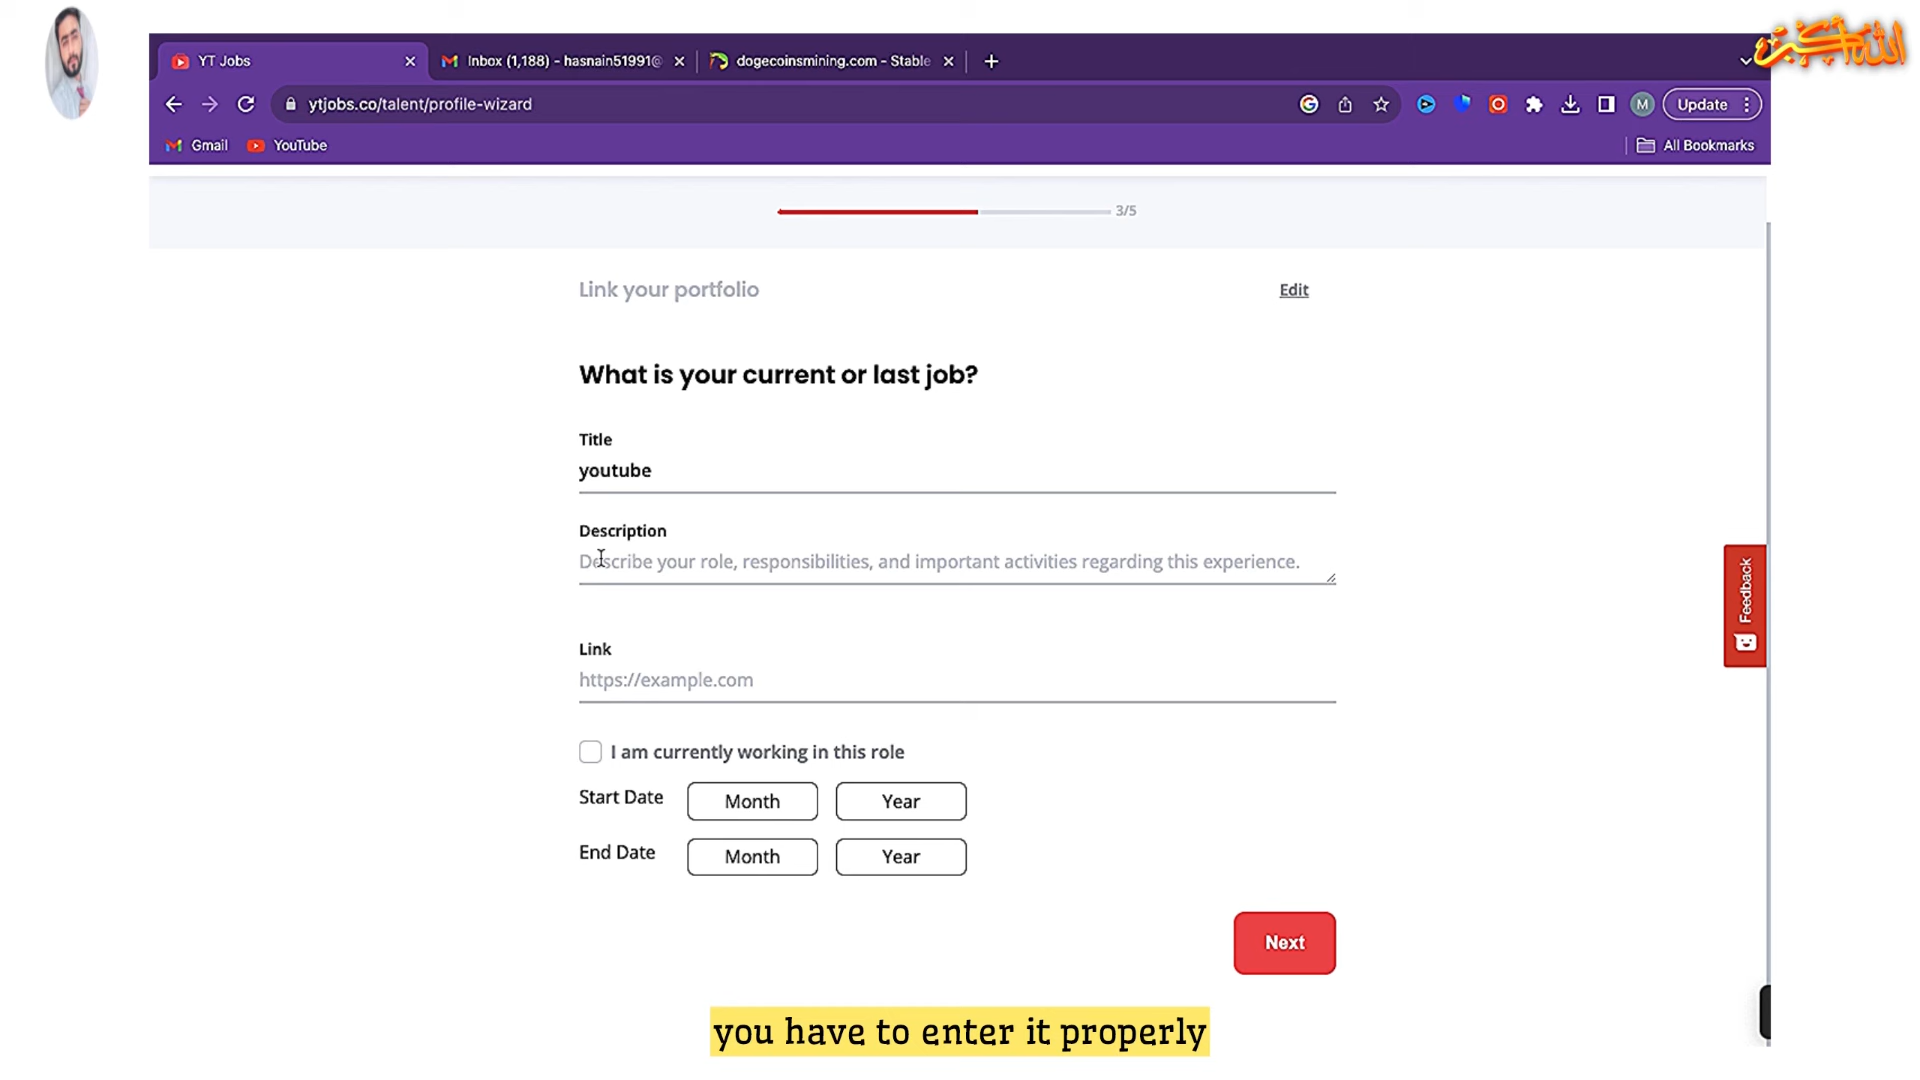 الله أكبر
YT Jobs
Inbox (1,188) - hasnain51991@
dogecoinsmining.com - Stable
ytjobs.co/talent/profile-wizard
M
Update
Gmail
YouTube
All Bookmarks
3/5
Link your portfolio
Edit
What is your current or last job?
Title
youtube
Description
Describe your role, responsibilities, and important activities regarding this experience.
Feedback
Link
https://example.com
I am currently working in this role
Start Date
Month
Year
End Date
Month
Year
Next
you have to enter it properly